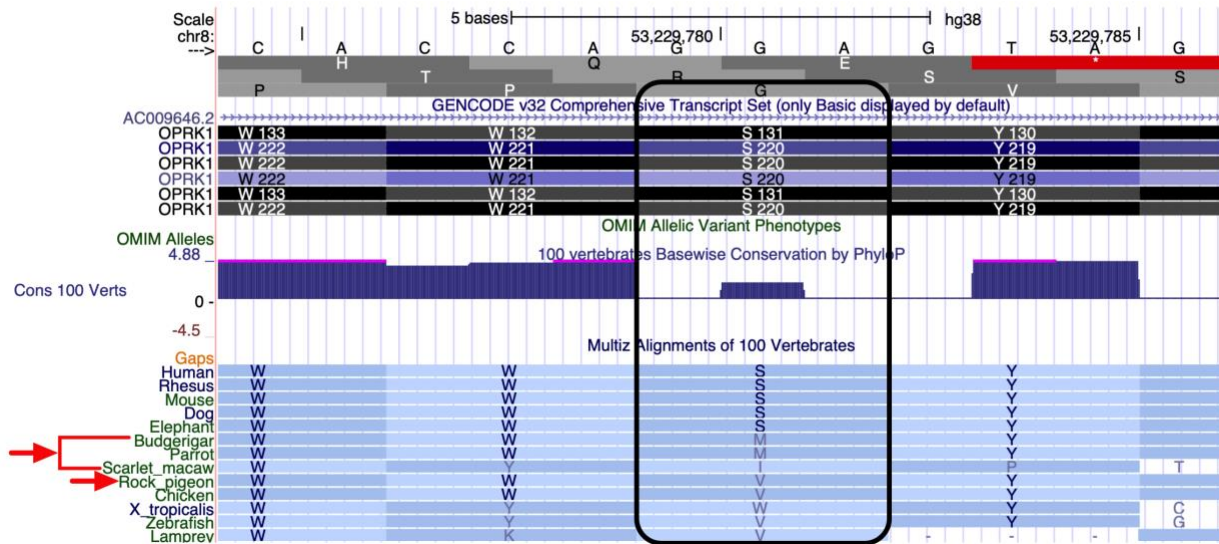 Scale 5 bases hg38
chr8: 53,229,780 53,229,785
---> C A C C A G G A G T A G
H Q E *
T R S
P P G V S
GENCODE v32 Comprehensive Transcript Set (only Basic displayed by default)
AC009646.2
OPRK1 W 133 W 132 S 131 Y 130
OPRK1 W 222 W 221 S 220 Y 219
OPRK1 W 222 W 221 S 220 Y 219
OPRK1 W 222 W 221 S 220 Y 219
OPRK1 W 133 W 132 S 131 Y 130
OPRK1 W 222 W 221 S 220 Y 219
OMIM Allelic Variant Phenotypes
OMIM Alleles
4.88 100 vertebrates Basewise Conservation by PhyloP
Cons 100 Verts
0 -
-4.5
Multiz Alignments of 100 Vertebrates
Gaps
Human W W S Y
Rhesus W W S Y
Mouse W W S Y
Dog W W S Y
Elephant W W S Y
Budgerigar W W M Y
Parrot W W M Y
Scarlet_macaw W Y I P T
Rock_pigeon W W V Y
Chicken W W V Y
X_tropicalis W Y W Y C
Zebrafish W Y V Y G
Lamprey W K V - - -